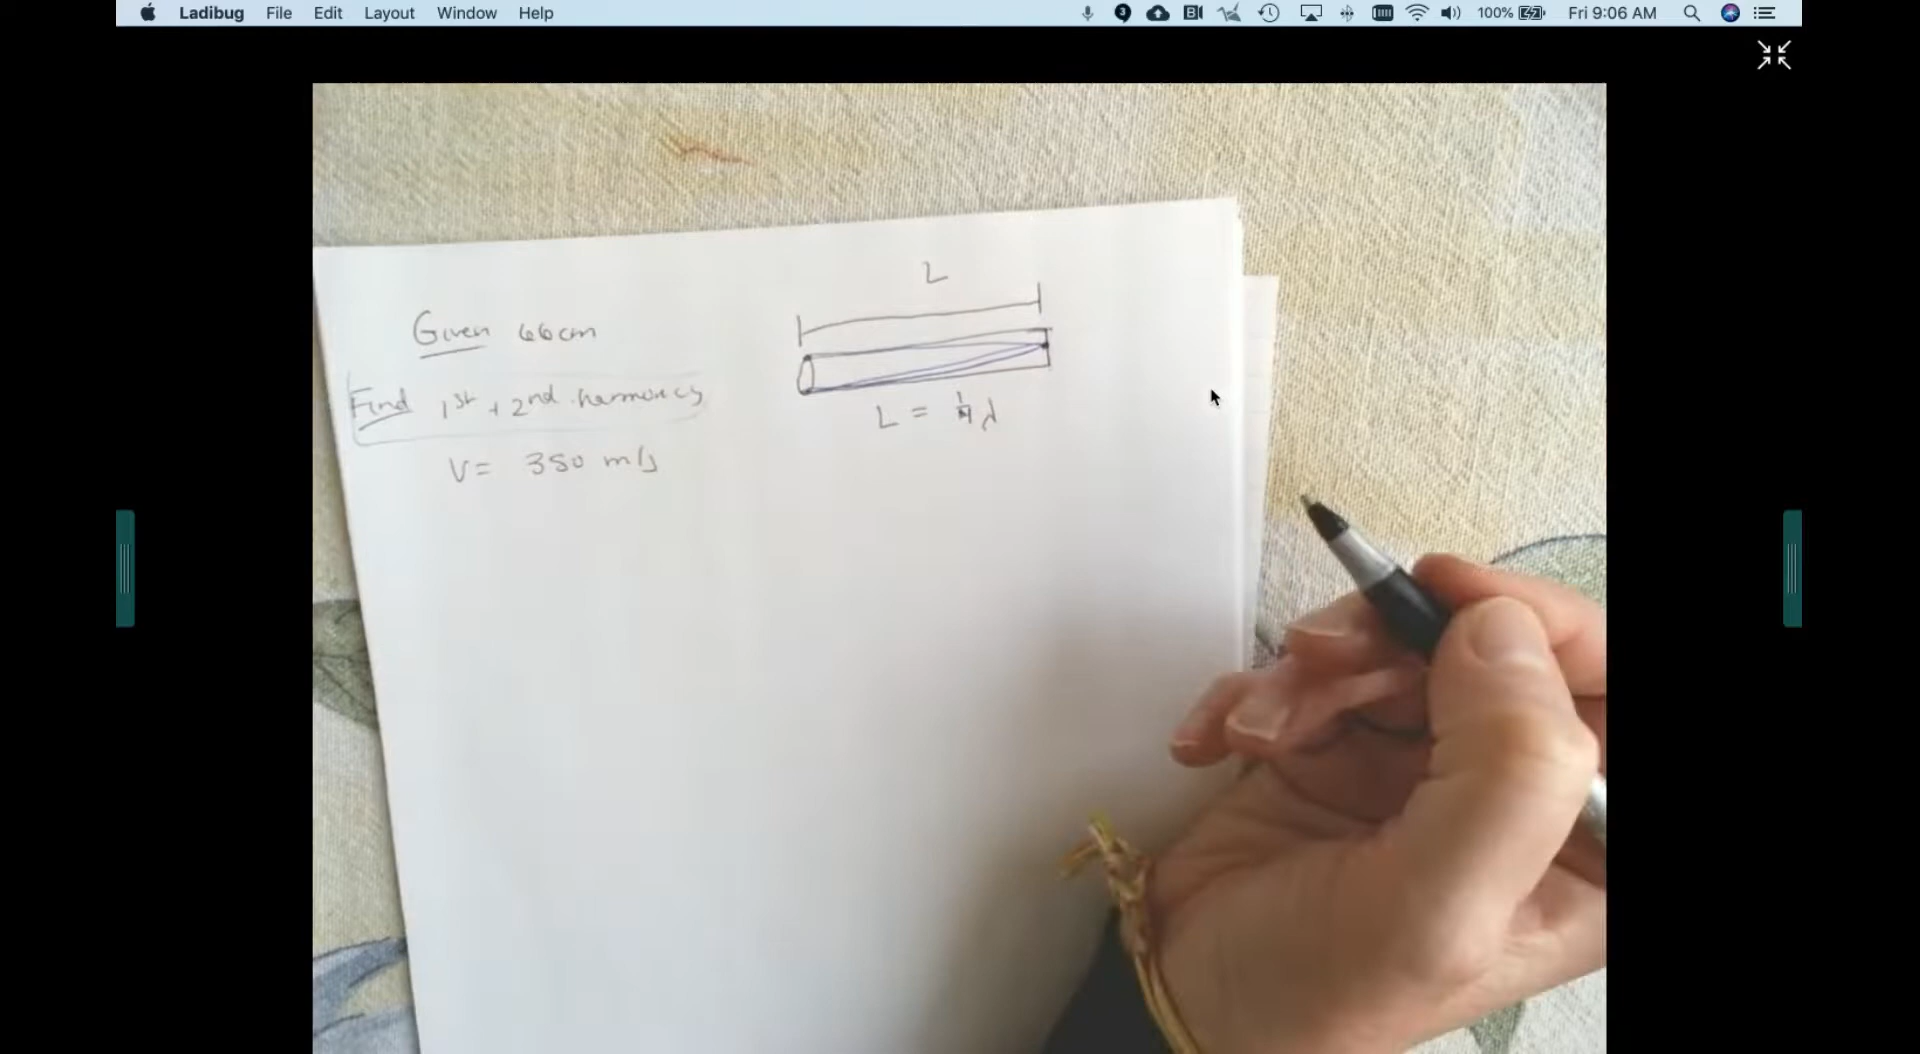 Ladibug File Edit Layout Window Help
3 100% Fri 9:06 AM
L
Given 66cm
Find 1st + 2nd harmonics
L = 1/4 λ
V = 350 m/s